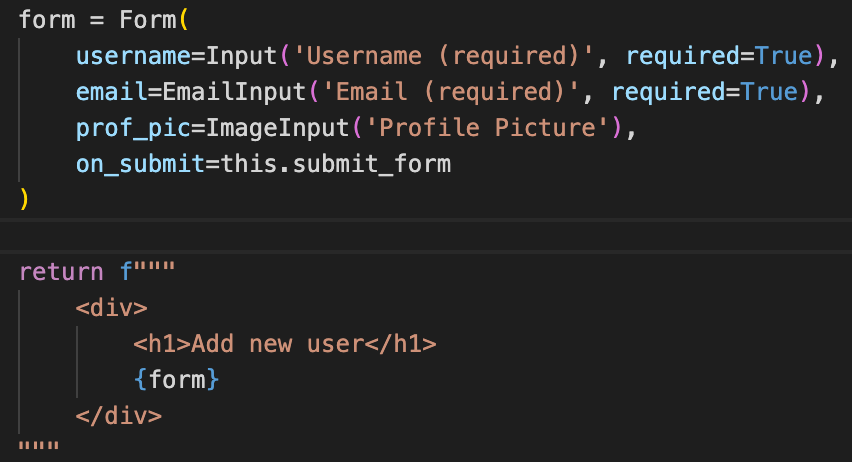 form = Form(
    username=Input('Username (required)', required=True),
    email=EmailInput('Email (required)', required=True),
    prof_pic=ImageInput('Profile Picture'),
    on_submit=this.submit_form
)

return f"""
    <div>
        <h1>Add new user</h1>
        {form}
    </div>
"""